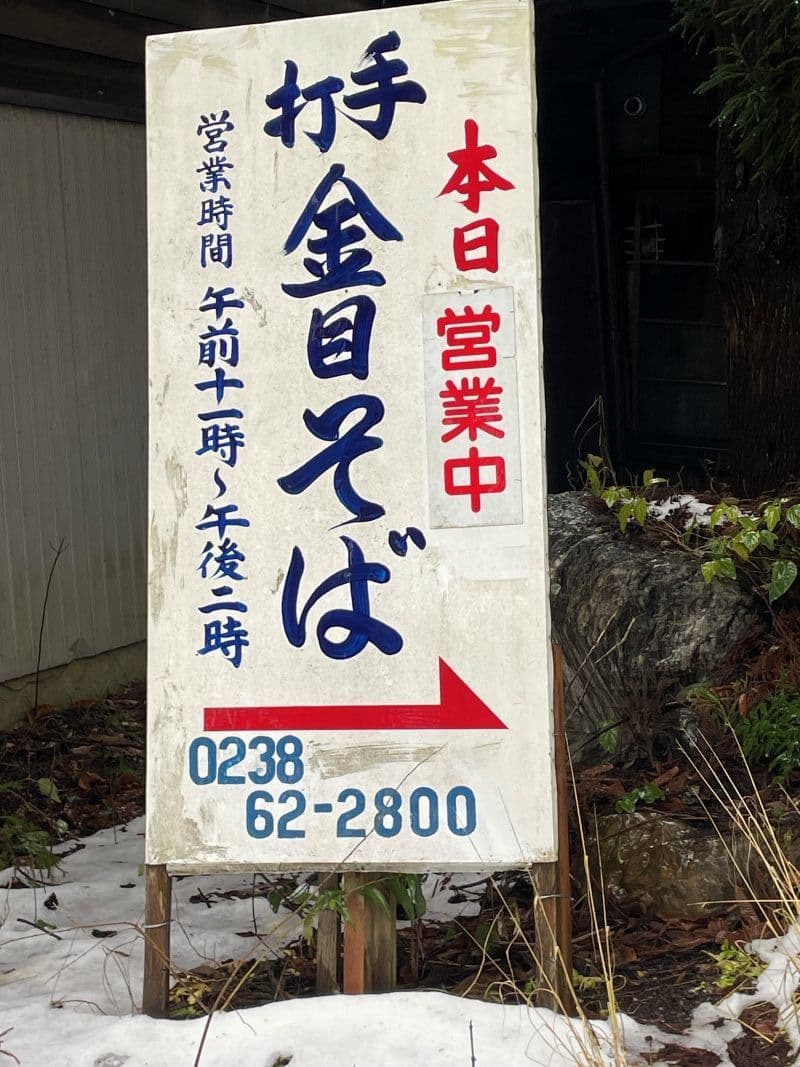 本日営業中
手打
金目そば
営業時間 午前十一時~午後二時
0238
62-2800